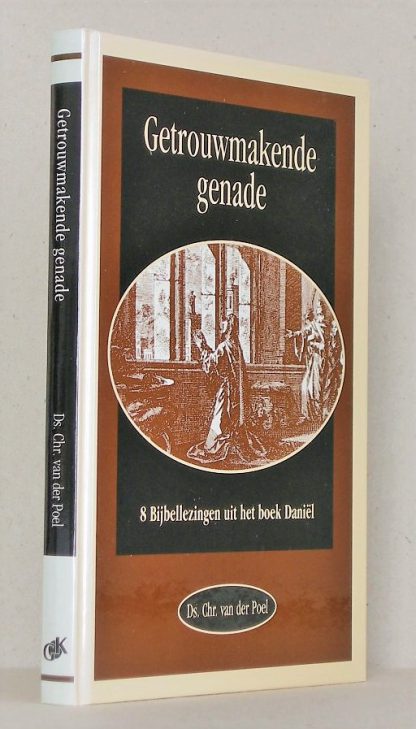 Getrouwmakende genade
Ds. Chr. van der Poel
Getrouwmakende
genade
8 Bijbellezingen uit het boek Daniël
Ds. Chr. van der Poel